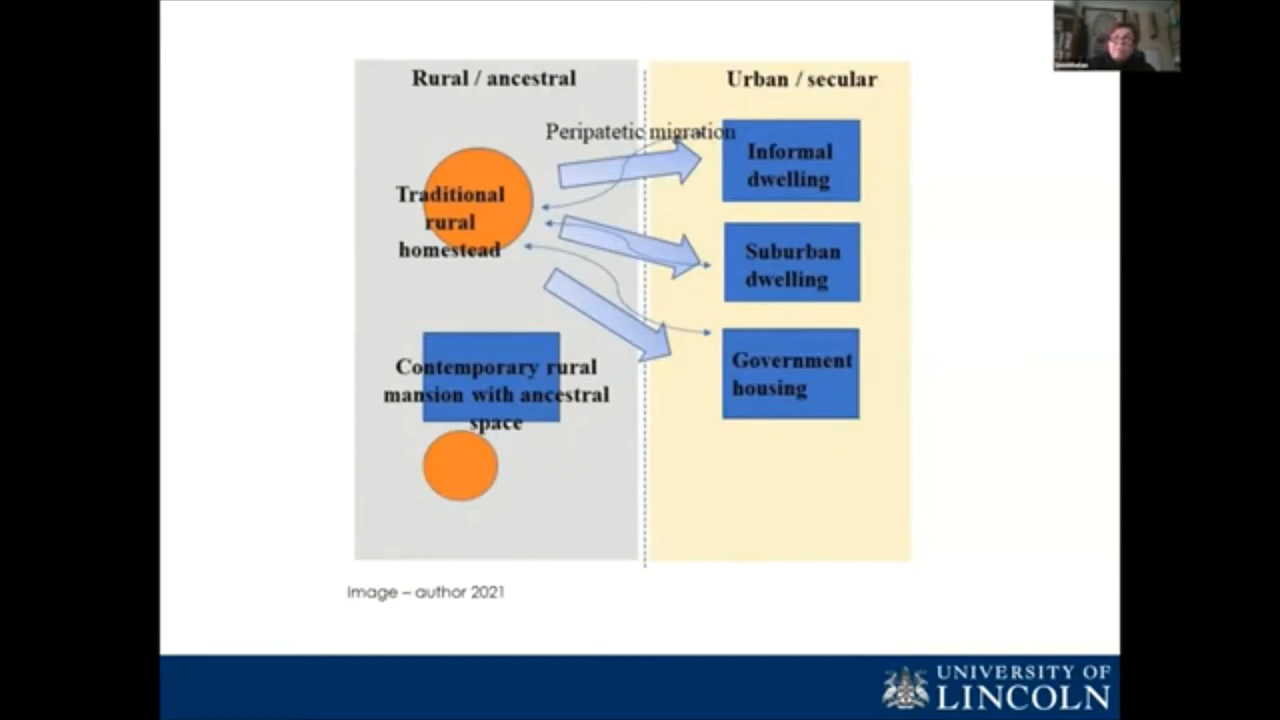 Rural / ancestral
Urban / secular
Peripatetic migration
Traditional
rural
homestead
Informal
dwelling
Suburban
dwelling
Contemporary rural
mansion with ancestral
space
Government
housing
Image – author 2021
UNIVERSITY OF
LINCOLN